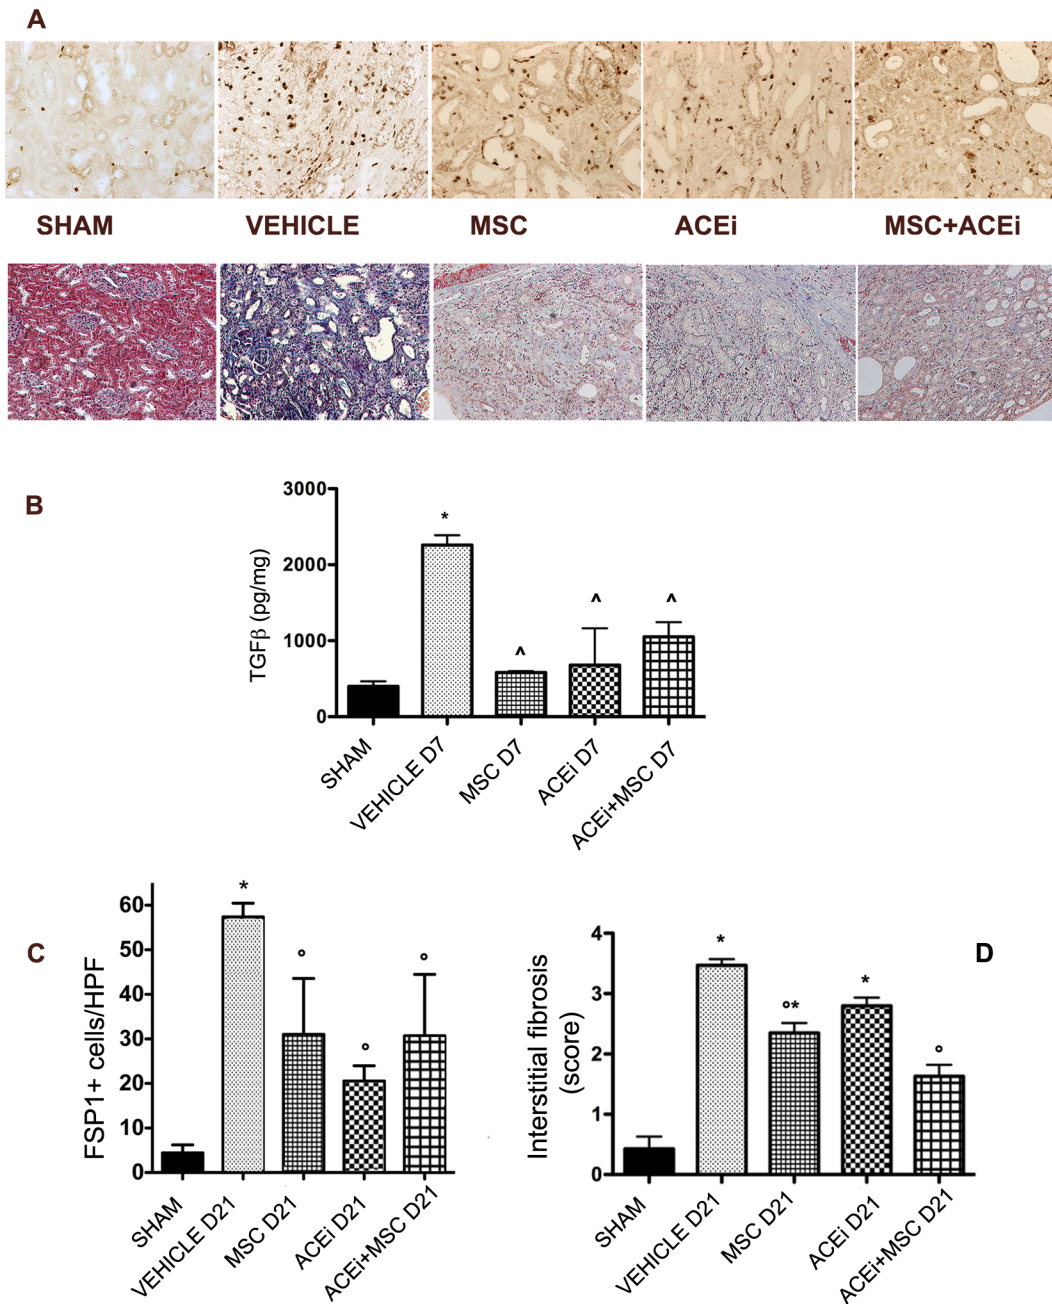 A
SHAM VEHICLE MSC ACEi MSC+ACEi
B
TGFβ (pg/mg)
3000
2000
1000
0
*
^
^
^
SHAM
VEHICLE D7
MSC D7
ACEi D7
ACEi+MSC D7
C
FSP1+ cells/HPF
60
50
40
30
20
10
0
*
°
°
°
SHAM
VEHICLE D21
MSC D21
ACEi D21
ACEi+MSC D21
D
Interstitial fibrosis
(score)
4
3
2
1
0
*
°*
*
°
SHAM
VEHICLE D21
MSC D21
ACEi D21
ACEi+MSC D21